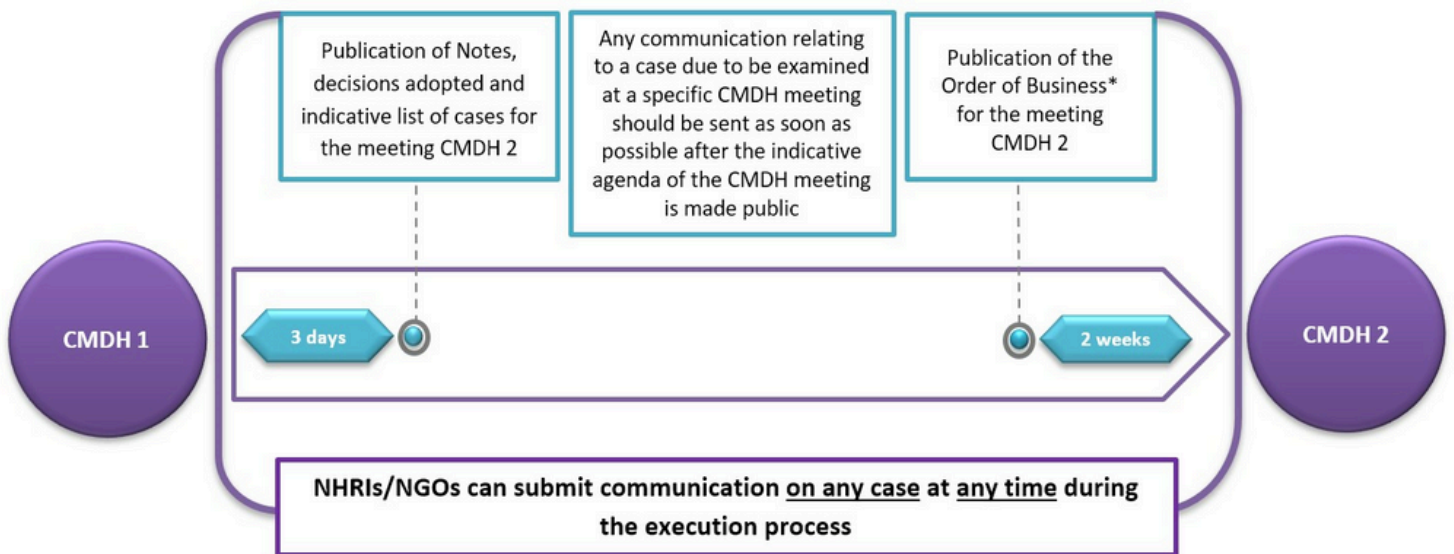 Publication of Notes,
decisions adopted and
indicative list of cases for
the meeting CMDH 2
Any communication relating
to a case due to be examined
at a specific CMDH meeting
should be sent as soon as
possible after the indicative
agenda of the CMDH meeting
is made public
Publication of the
Order of Business*
for the meeting
CMDH 2
CMDH 1
3 days
2 weeks
CMDH 2
NHRIs/NGOs can submit communication on any case at any time during
the execution process